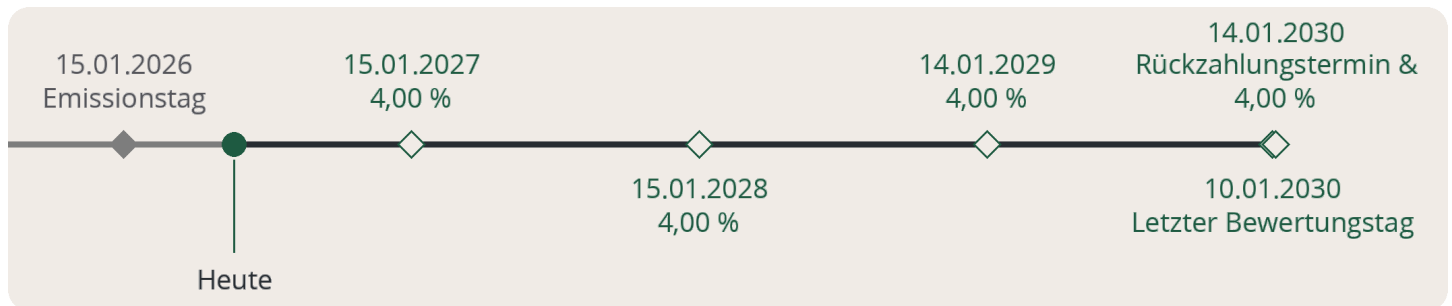 15.01.2026
Emissionstag
15.01.2027
4,00 %
14.01.2029
4,00 %
14.01.2030
Rückzahlungstermin &
4,00 %
15.01.2028
4,00 %
10.01.2030
Letzter Bewertungstag
Heute